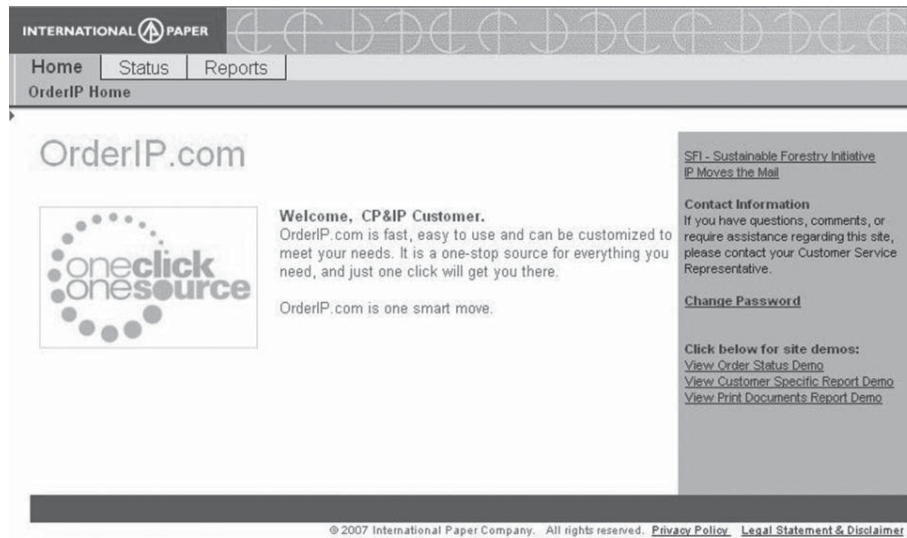 INTERNATIONAL PAPER
Home Status Reports
OrderIP Home
OrderIP.com
oneclick
onesource
Welcome, CP&IP Customer.
OrderIP.com is fast, easy to use and can be customized to
meet your needs. It is a one-stop source for everything you
need, and just one click will get you there.
OrderIP.com is one smart move.
SFI - Sustainable Forestry Initiative
IP Moves the Mail
Contact Information
If you have questions, comments, or
require assistance regarding this site,
please contact your Customer Service
Representative.
Change Password
Click below for site demos:
View Order Status Demo
View Customer Specific Report Demo
View Print Documents Report Demo
© 2007 International Paper Company. All rights reserved. Privacy Policy Legal Statement & Disclaimer